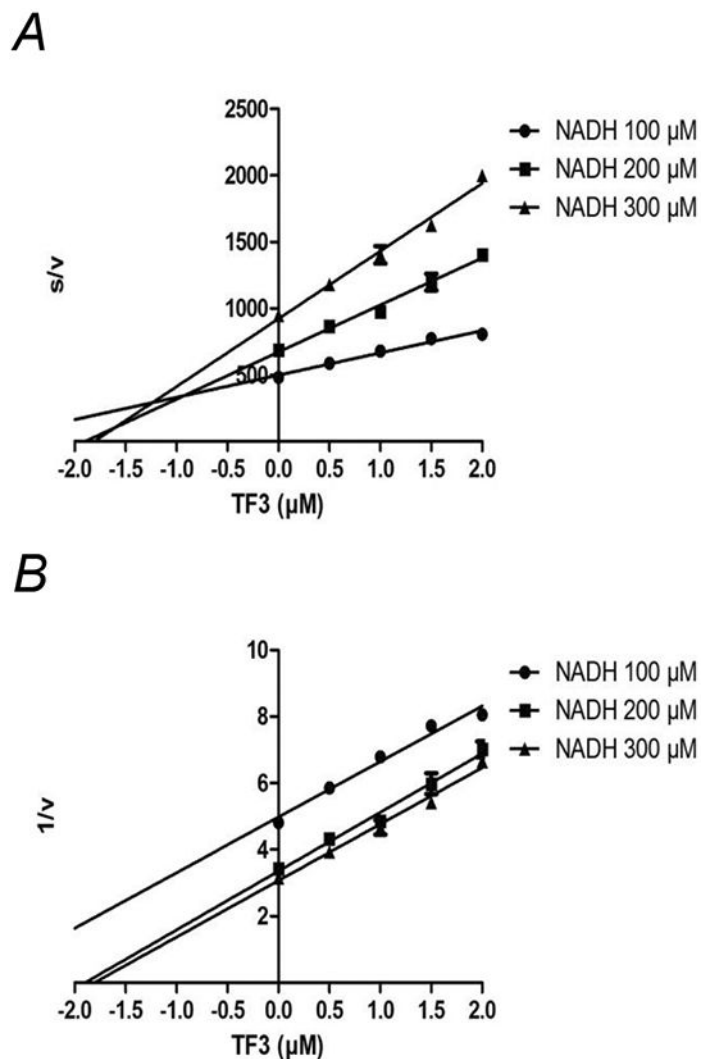 A
2500
2000
1500
1000
500
s/v
-2.0 -1.5 -1.0 -0.5 0.0 0.5 1.0 1.5 2.0
TF3 (µM)
NADH 100 µM
NADH 200 µM
NADH 300 µM
B
10
8
6
4
2
1/v
-2.0 -1.5 -1.0 -0.5 0.0 0.5 1.0 1.5 2.0
TF3 (µM)
NADH 100 µM
NADH 200 µM
NADH 300 µM